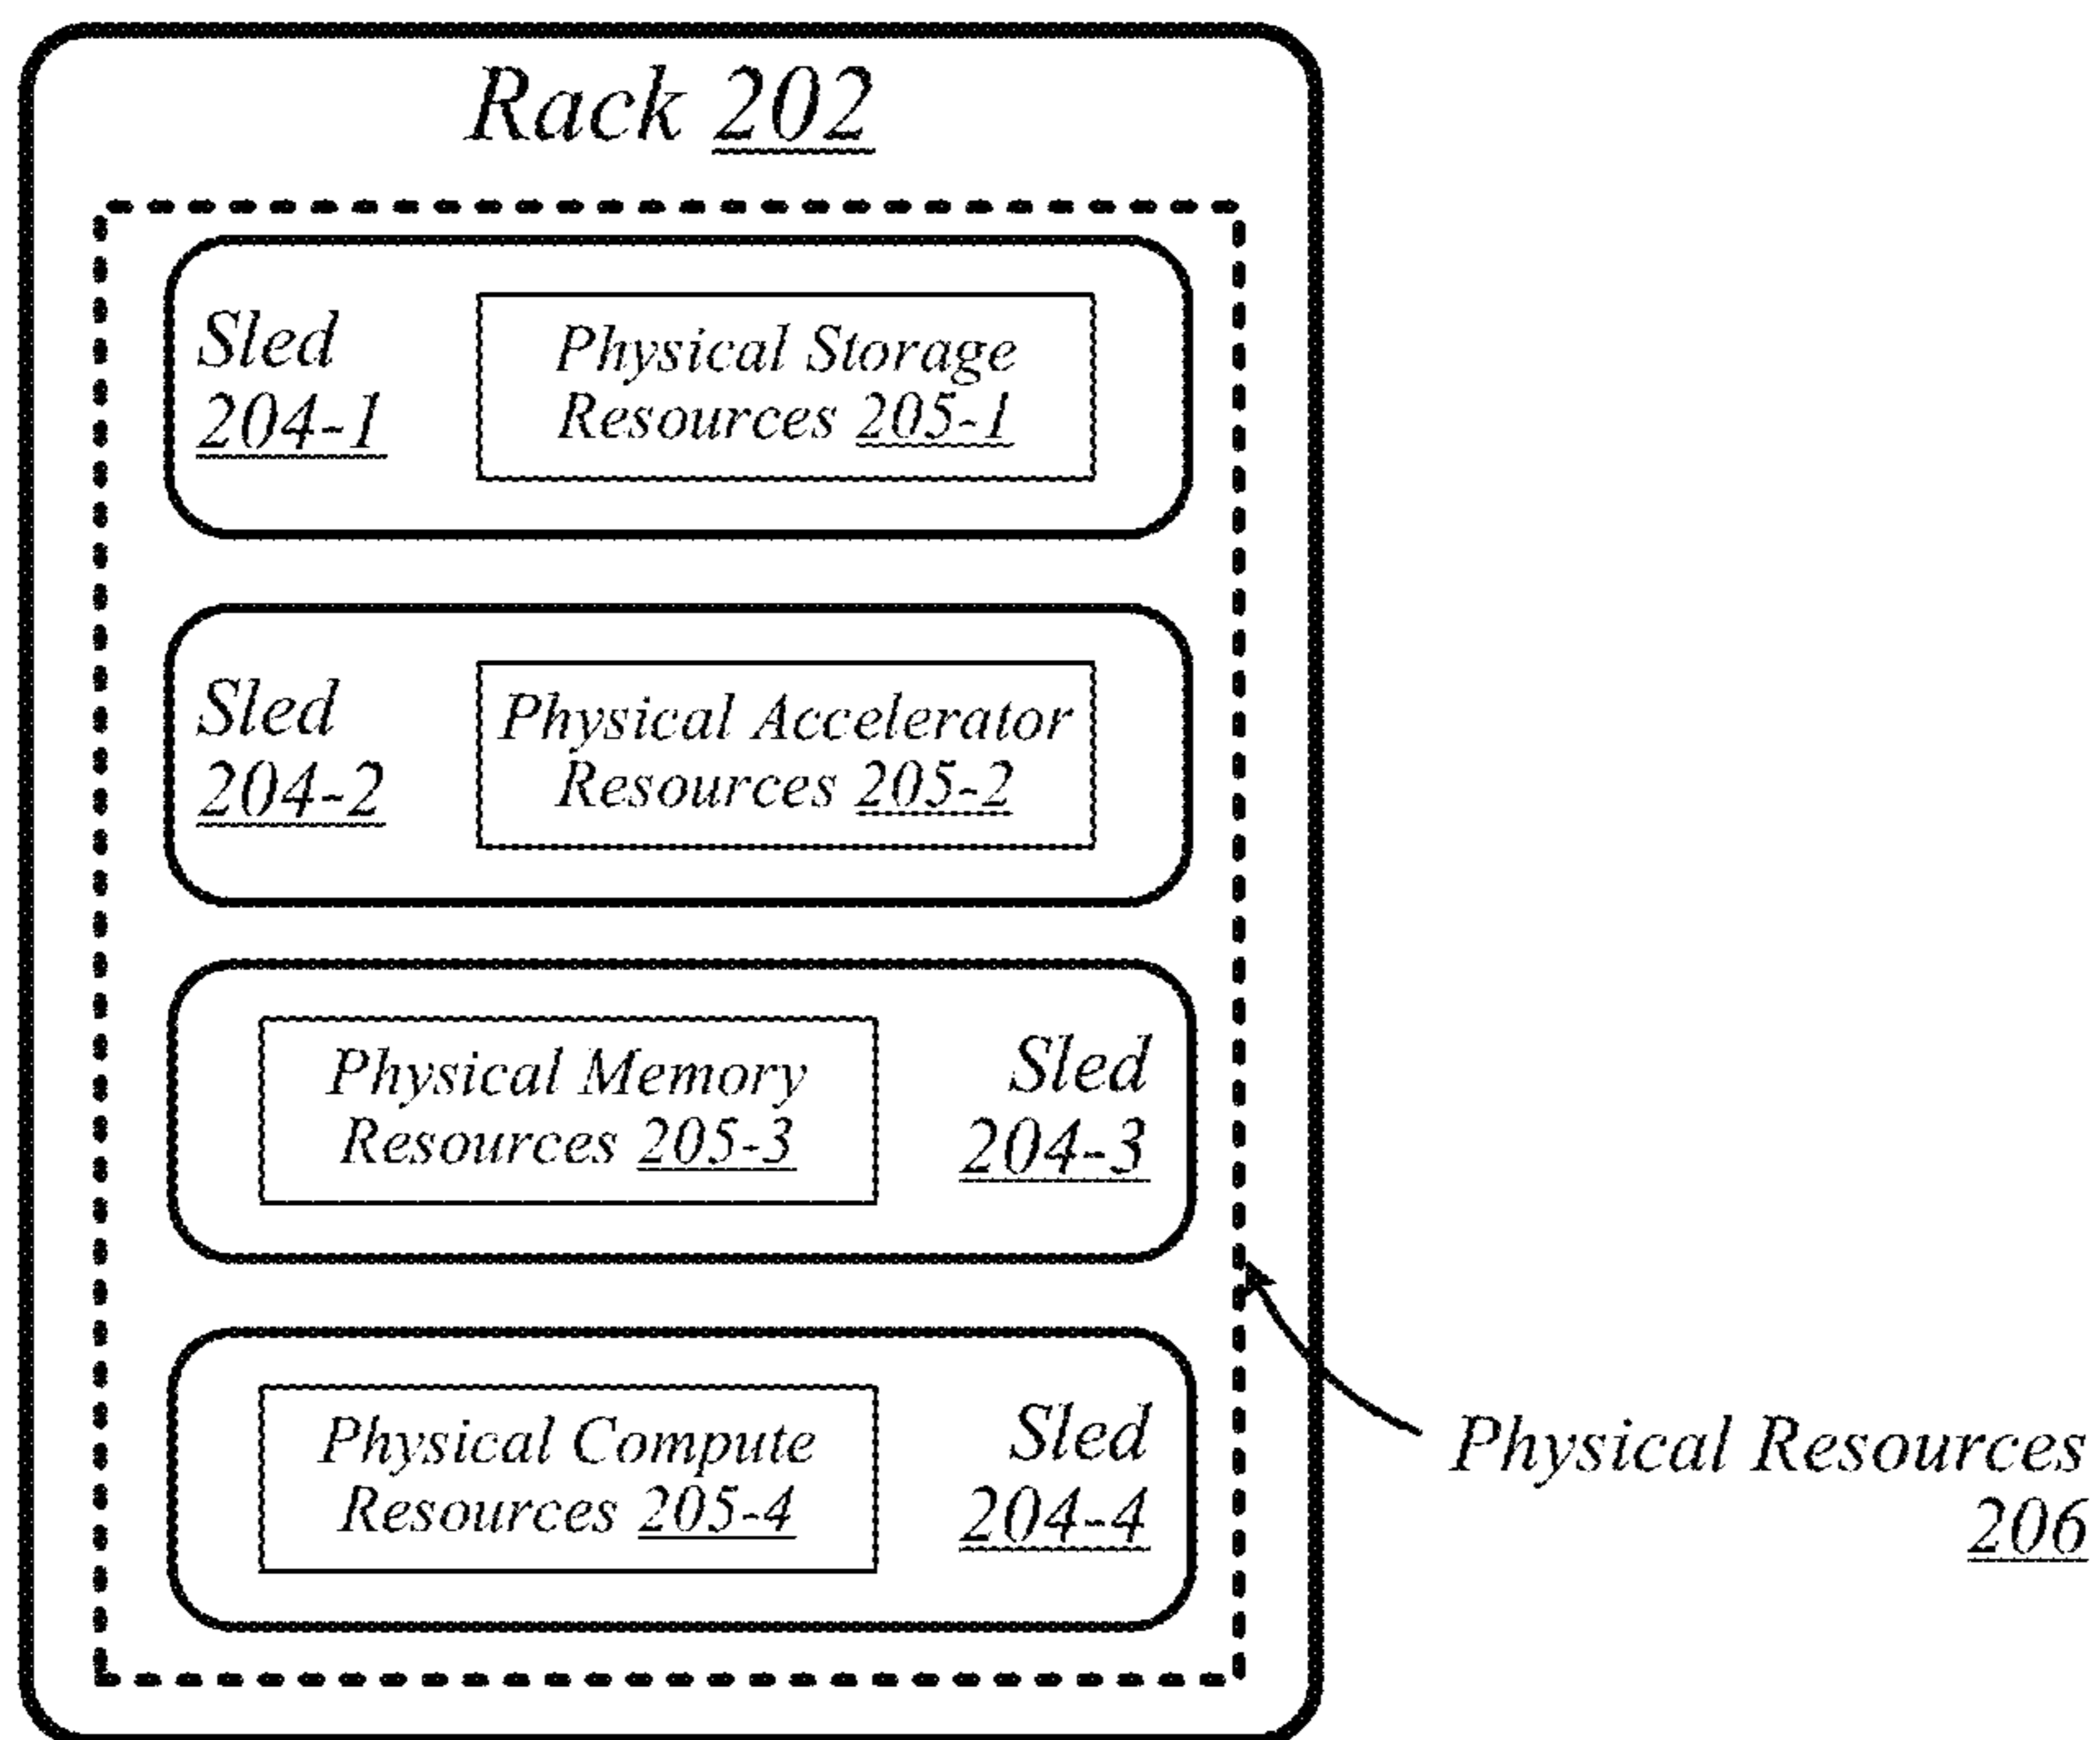 Rack 202
Sled
204-1
Physical Storage
Resources 205-1
Sled
204-2
Physical Accelerator
Resources 205-2
Physical Memory
Resources 205-3
Sled
204-3
Physical Compute
Resources 205-4
Sled
204-4
Physical Resources
206